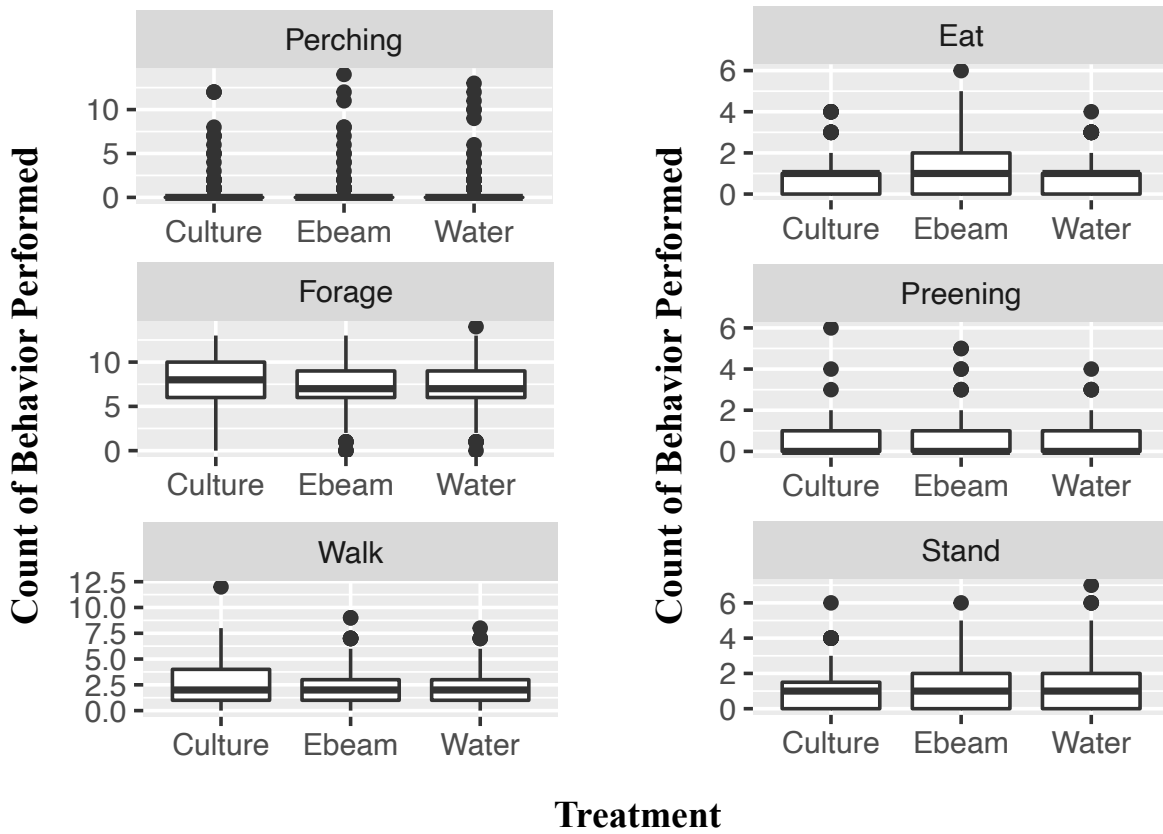 Count of Behavior Performed
Perching
10
5
0
Culture Ebeam Water
Forage
10
5
0
Culture Ebeam Water
Walk
12.5
10.0
7.5
5.0
2.5
0.0
Culture Ebeam Water
Count of Behavior Performed
Eat
6
4
2
0
Culture Ebeam Water
Preening
6
4
2
0
Culture Ebeam Water
Stand
6
4
2
0
Culture Ebeam Water
Treatment